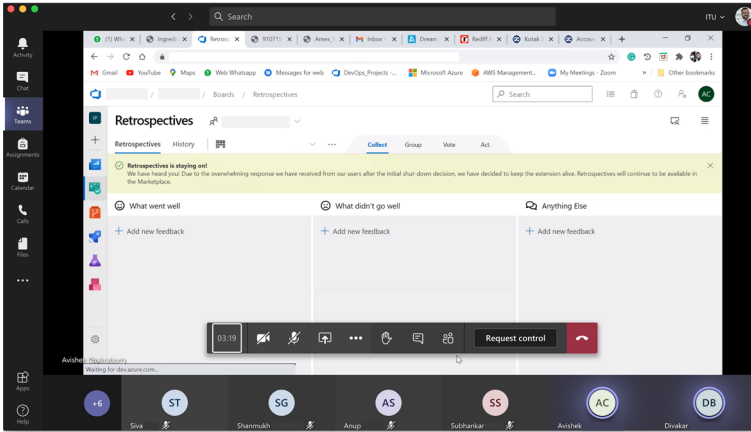 Search
ITU
Activity
Chat
Teams
Assignments
Calendar
Calls
Files
Apps
Help
(1) Wh
Ingredi
Retrosp
910715
Amex_
Inbox -
Dream
Rediff
Kotak
Accoun
Gmail
YouTube
Maps
Web Whatsapp
Messages for web
DevOps_Projects -...
Microsoft Azure
AWS Management...
My Meetings - Zoom
Other bookmarks
/ / Boards / Retrospectives
Search
AC
Retrospectives
Retrospectives History
Collect Group Vote Act
Retrospectives is staying on!
We have heard you! Due to the overwhelming response we have received from our users after the initial shut-down decision, we have decided to keep the extension alive. Retrospectives will continue to be available in
the Marketplace.
What went well
What didn't go well
Anything Else
Add new feedback
Add new feedback
Add new feedback
03:19
Request control
Waiting for dev.azure.com...
+6
ST
Siva
SG
Shanmukh
AS
Anup
SS
Subhankar
AC
Avishek
DB
Divakar